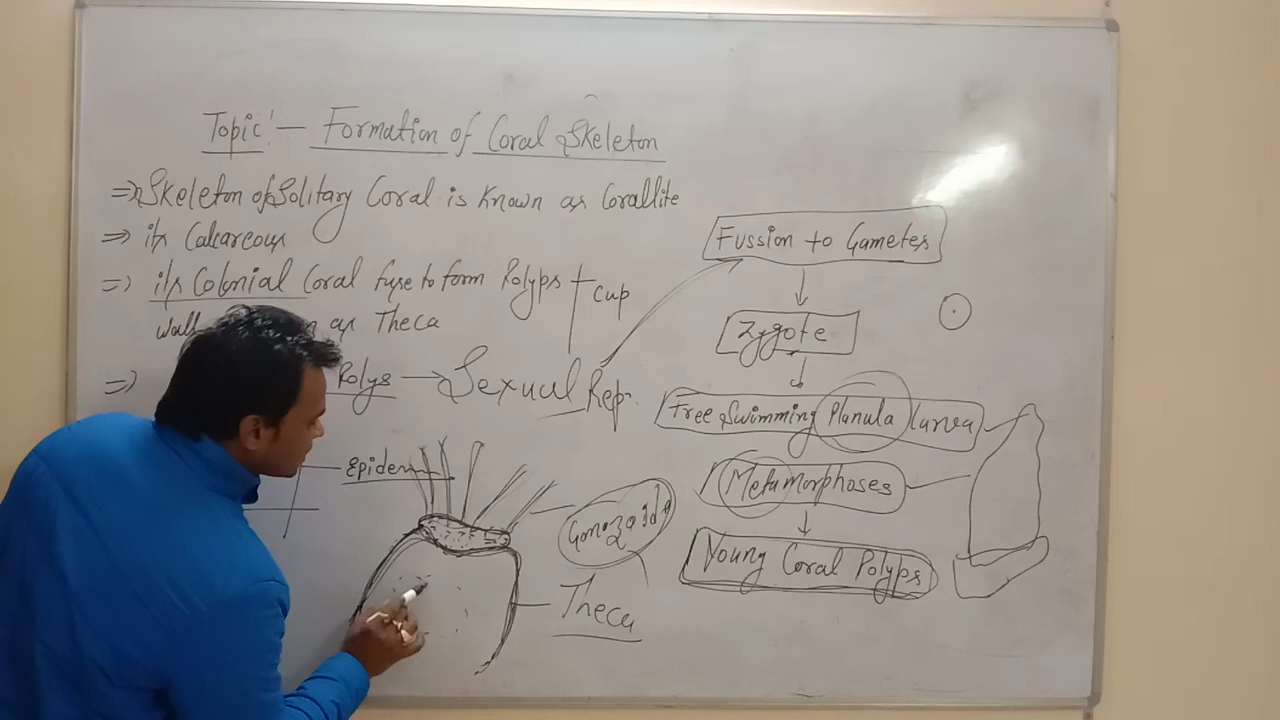 Topic:- Formation of Coral Skeleton
⇒ Skeleton of Solitary Coral is Known as Corallite
⇒ its Calcareous
⇒ its Colonial Coral fuse to form Polyps
Cup
wall as Theca
⇒ Polys → Sexual Rep.
Epiderm
Gonozoids
Theca
Fussion to Gametes
Zygote
Free Swimming Planula larvea
Metamorphoses
Young Coral Polyps